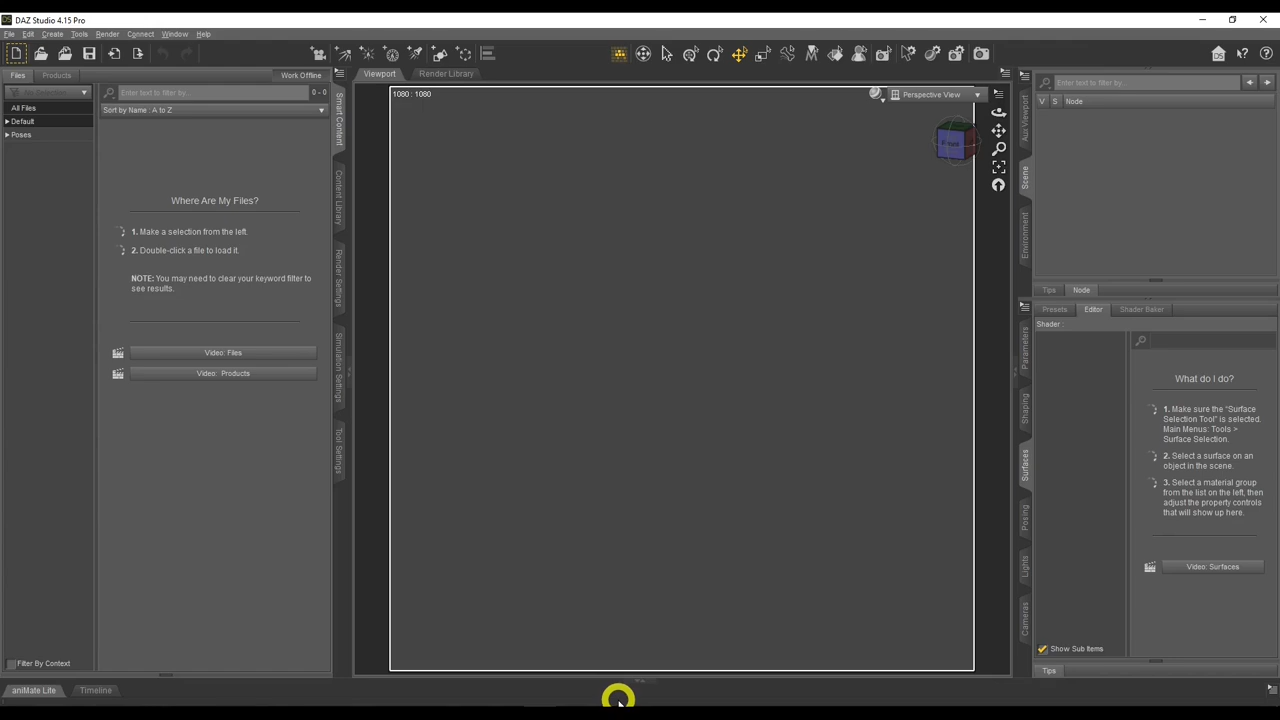 DAZ Studio 4.15 Pro
File Edit Create Tools Render Connect Window Help
Files Products Work Offline
Enter text to filter by... 0 - 0
All Files
Default
Poses
Sort by Name : A to Z
Where Are My Files?
1. Make a selection from the left.
2. Double-click a file to load it.
NOTE: You may need to clear your keyword filter to
see results.
Video: Files
Video: Products
Filter By Context
Smart Content
Content Library
Render Settings
Simulation Settings
Tool Settings
Viewport Render Library
1080 : 1080
Perspective View
Aux Viewport
Scene
Environment
Enter text to filter by...
V S Node
Tips Node
Parameters
Shaping
Surfaces
Posing
Lights
Cameras
Presets Editor Shader Baker
Shader :
What do I do?
1. Make sure the "Surface
Selection Tool" is selected.
Main Menus: Tools >
Surface Selection.
2. Select a surface on an
object in the scene.
3. Select a material group
from the list on the left, then
adjust the property controls
that will show up here.
Video: Surfaces
Show Sub Items
Tips
aniMate Lite Timeline